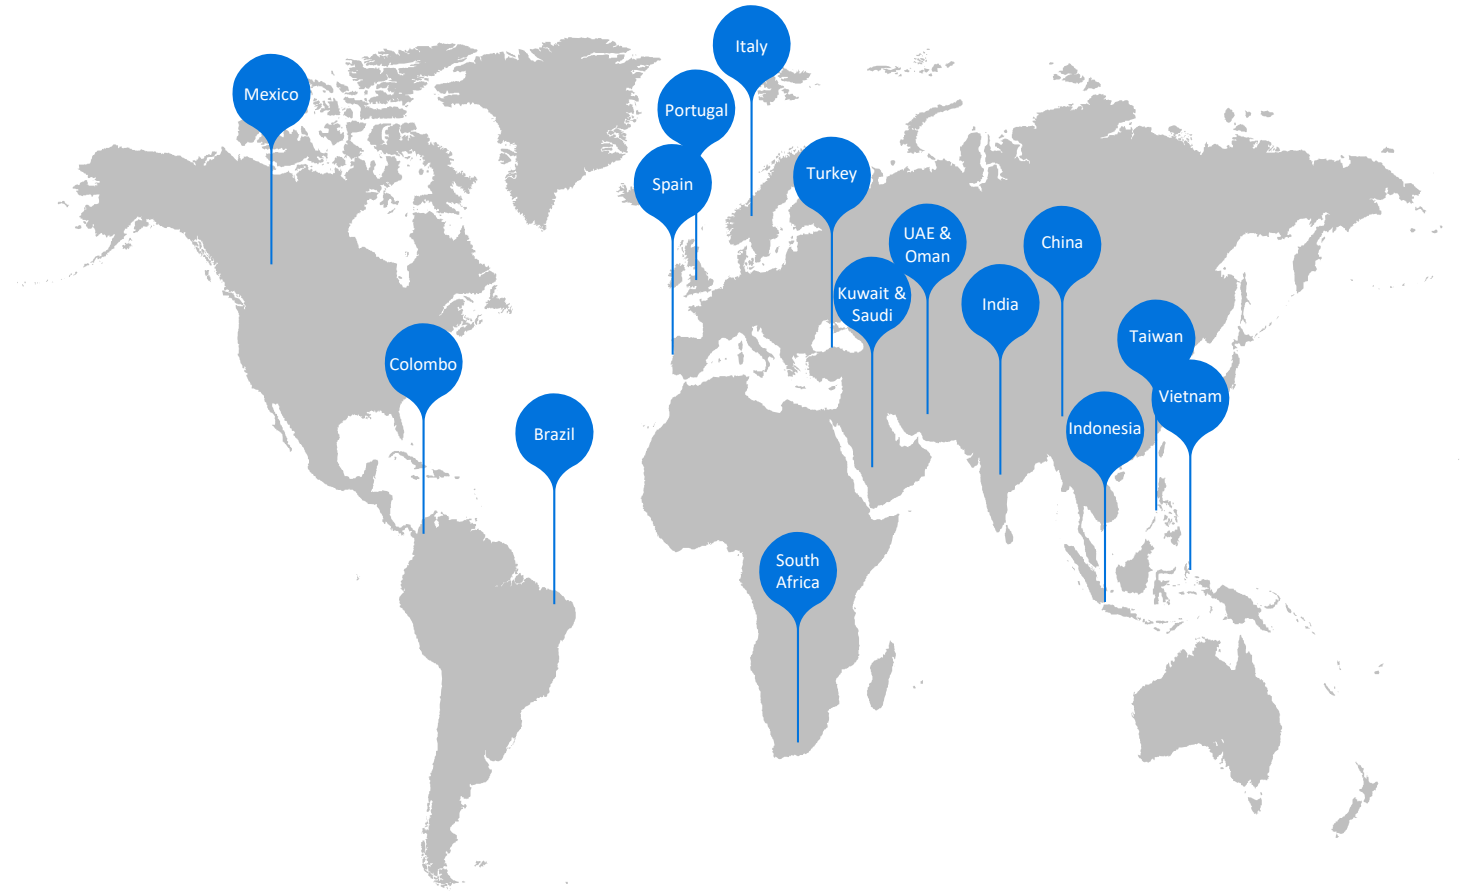 Italy
Mexico
Portugal
Turkey
Spain
UAE &
Oman
China
Kuwait &
Saudi
India
Taiwan
Colombo
Vietnam
Indonesia
Brazil
South
Africa